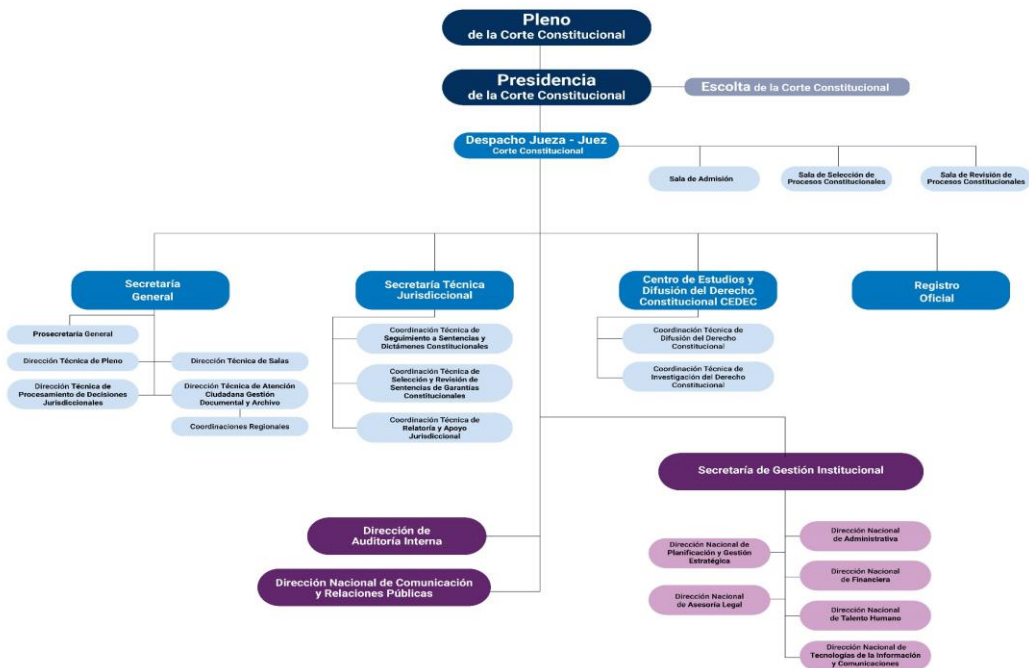 Pleno
de la Corte Constitucional
Presidencia
de la Corte Constitucional
Escolta de la Corte Constitucional
Despacho Jueza - Juez
Corte Constitucional
Sala de Admisión
Sala de Selección de
Procesos Constitucionales
Sala de Revisión de
Procesos Constitucionales
Secretaría
General
Prosecretaría General
Dirección Técnica de Pleno
Dirección Técnica de Salas
Dirección Técnica de
Procesamiento de Decisiones
Jurisdiccionales
Dirección Técnica de Atención
Ciudadana Gestión
Documental y Archivo
Coordinaciones Regionales
Secretaría Técnica
Jurisdiccional
Coordinación Técnica de
Seguimiento a Sentencias y
Dictámenes Constitucionales
Coordinación Técnica de
Selección y Revisión de
Sentencias de Garantías
Constitucionales
Coordinación Técnica de
Relatoría y Apoyo
Jurisdiccional
Centro de Estudios y
Difusión del Derecho
Constitucional CEDEC
Coordinación Técnica de
Difusión del Derecho
Constitucional
Coordinación Técnica de
Investigación del Derecho
Constitucional
Registro
Oficial
Secretaría de Gestión Institucional
Dirección de
Auditoría Interna
Dirección Nacional de Comunicación
y Relaciones Públicas
Dirección Nacional de
Planificación y Gestión
Estratégica
Dirección Nacional
de Asesoría Legal
Dirección Nacional
de Administrativa
Dirección Nacional
de Financiera
Dirección Nacional
de Talento Humano
Dirección Nacional de
Tecnologías de la Información
y Comunicaciones